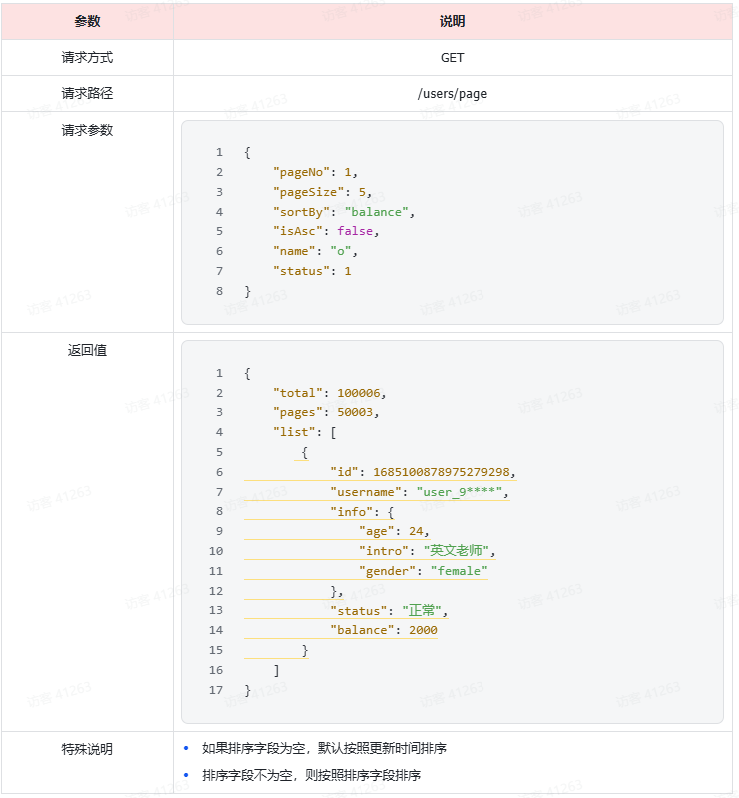 参数 说明
请求方式 GET
请求路径 /users/page
请求参数
1 {
2 "pageNo": 1,
3 "pageSize": 5,
4 "sortBy": "balance",
5 "isAsc": false,
6 "name": "o",
7 "status": 1
8 }
返回值
1 {
2 "total": 100006,
3 "pages": 50003,
4 "list": [
5 {
6 "id": 1685100878975279298,
7 "username": "user_9****",
8 "info": {
9 "age": 24,
10 "intro": "英文老师",
11 "gender": "female"
12 },
13 "status": "正常",
14 "balance": 2000
15 }
16 ]
17 }
特殊说明
• 如果排序字段为空，默认按照更新时间排序
• 排序字段不为空，则按照排序字段排序
访客 41263